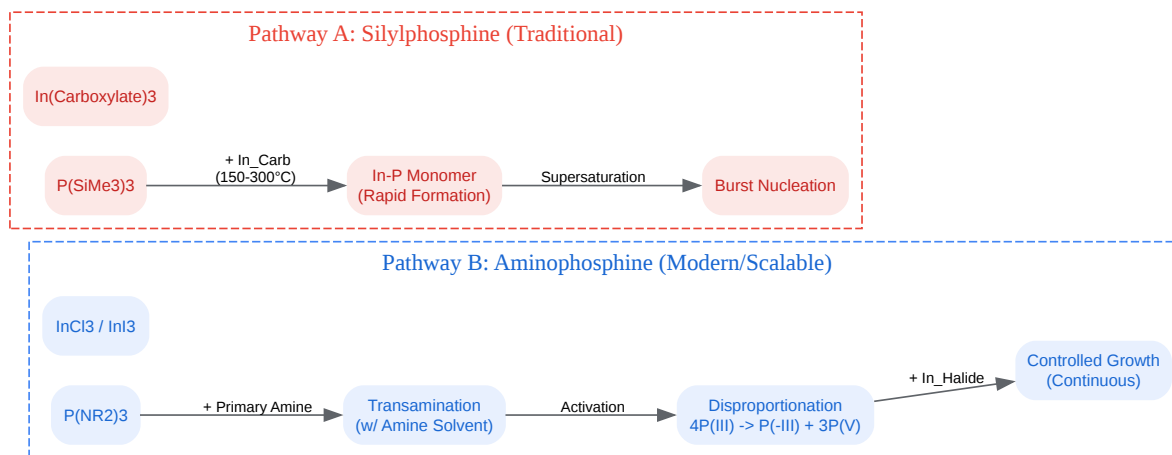 Pathway A: Silylphosphine (Traditional)
In(Carboxylate)3
P(SiMe3)3
+ In_Carb
(150-300°C)
In-P Monomer
(Rapid Formation)
Supersaturation
Burst Nucleation
Pathway B: Aminophosphine (Modern/Scalable)
InCl3 / InI3
P(NR2)3
+ Primary Amine
Transamination
(w/ Amine Solvent)
Activation
Disproportionation
4P(III) -> P(-III) + 3P(V)
+ In_Halide
Controlled Growth
(Continuous)